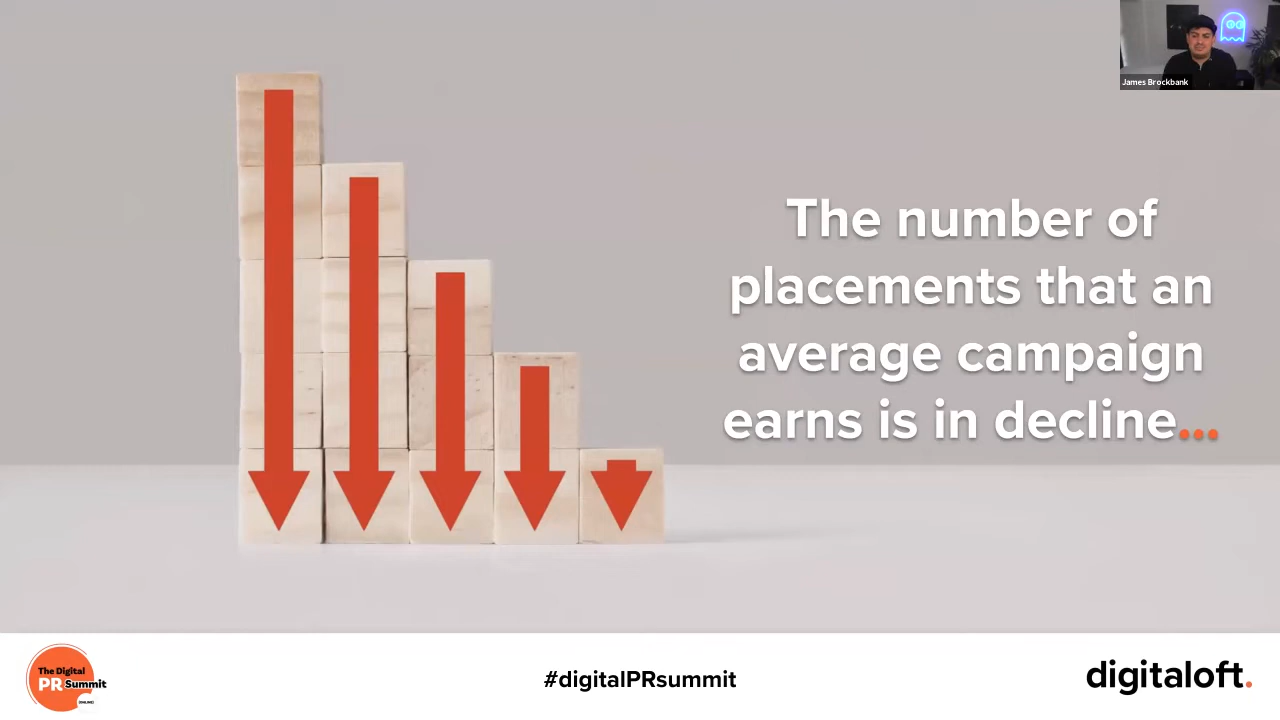 James Brockbank
The number of
placements that an
average campaign
earns is in decline...
The Digital
PR Summit
(ONLINE)
#digitalPRsummit
digitaloft.